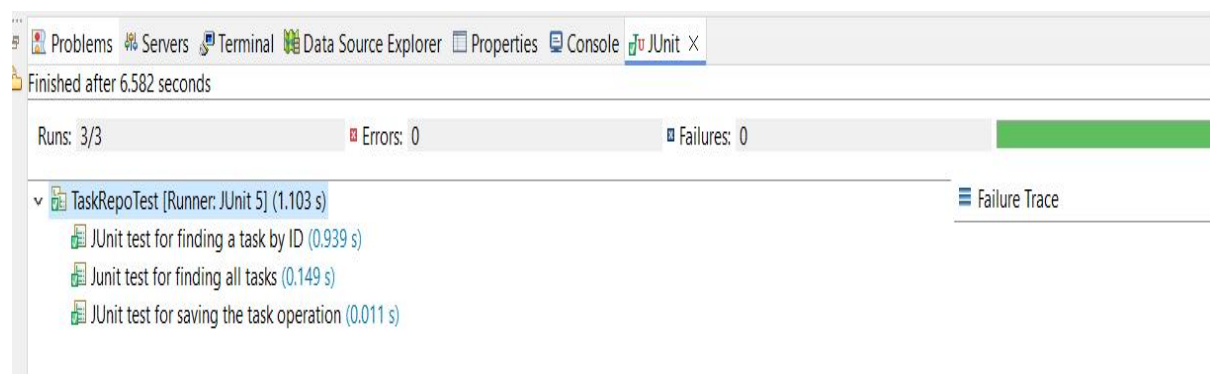 Problems Servers Terminal Data Source Explorer Properties Console JUnit
Finished after 6.582 seconds
Runs: 3/3 Errors: 0 Failures: 0
TaskRepoTest [Runner: JUnit 5] (1.103 s)
Failure Trace
JUnit test for finding a task by ID (0.939 s)
Junit test for finding all tasks (0.149 s)
JUnit test for saving the task operation (0.011 s)